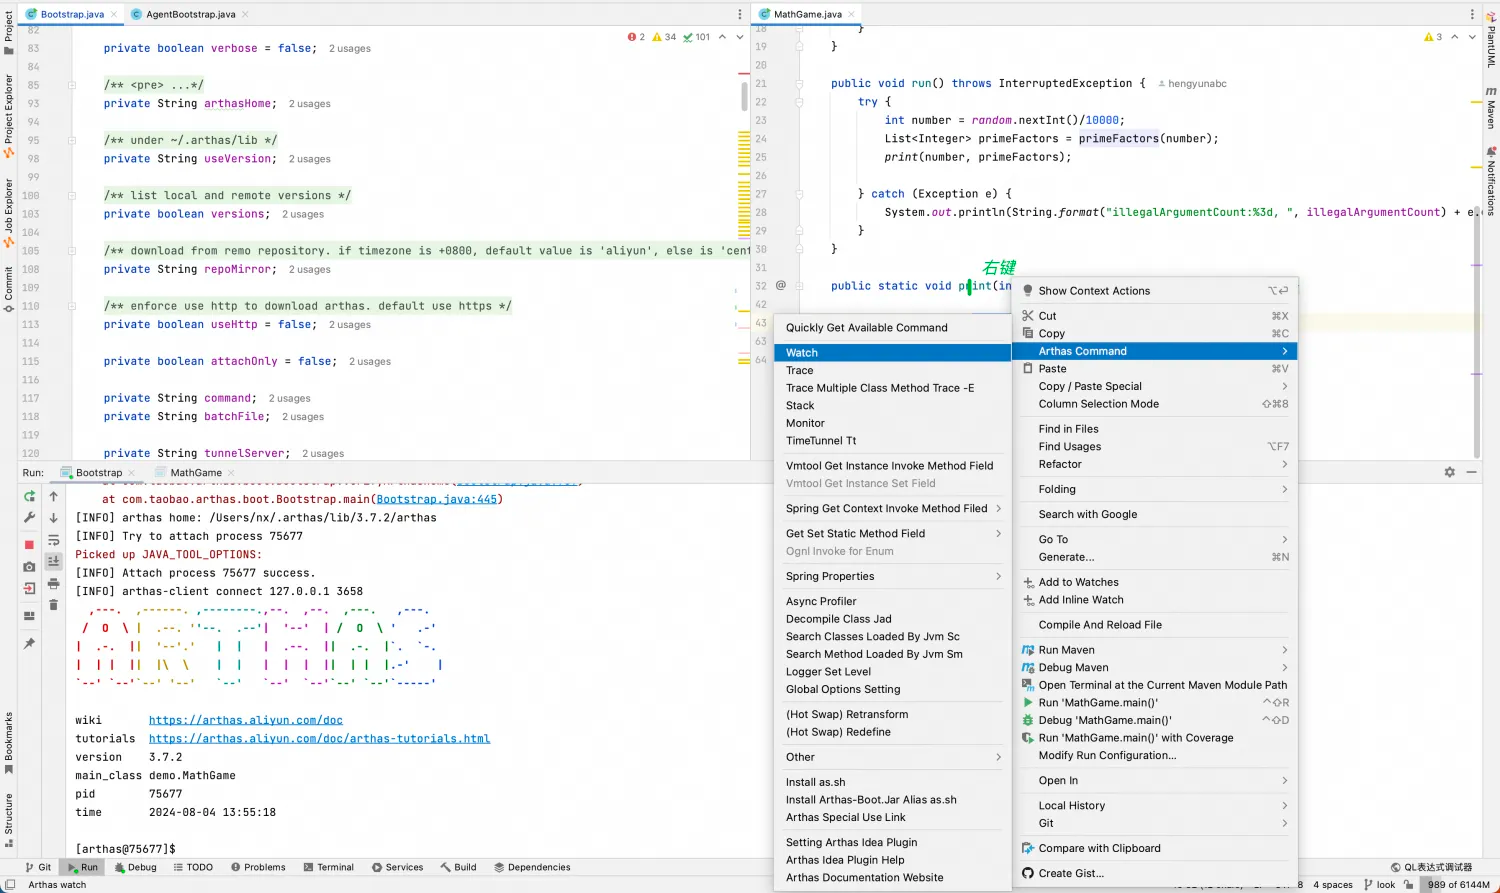 Bootstrap.java
AgentBootstrap.java
MathGame.java
Project
Project Explorer
Job Explorer
Commit
Bookmarks
Structure
PlantUML
Maven
Notifications
2 34 101
82
83 private boolean verbose = false; 2 usages
84
85 /** <pre> ...*/
93 private String arthasHome; 2 usages
94
95 /** under ~/.arthas/lib */
98 private String useVersion; 2 usages
99
100 /** list local and remote versions */
103 private boolean versions; 2 usages
104
105 /** download from remo repository. if timezone is +0800, default value is 'aliyun', else is 'cent
108 private String repoMirror; 2 usages
109
110 /** enforce use http to download arthas. default use https */
113 private boolean useHttp = false; 2 usages
114
115 private boolean attachOnly = false; 2 usages
116
117 private String command; 2 usages
118 private String batchFile; 2 usages
119
120 private String tunnelServer; 2 usages
3
18 }
19 }
20
21 public void run() throws InterruptedException { hengyunabc
22 try {
23 int number = random.nextInt()/10000;
24 List<Integer> primeFactors = primeFactors(number);
25 print(number, primeFactors);
26
27 } catch (Exception e) {
28 System.out.println(String.format("illegalArgumentCount:%3d, ", illegalArgumentCount) + e.
29 }
30 }
31
右键
32 @ public static void print(in
42
43
63
64
Show Context Actions ⌥⏎
Cut ⌘X
Copy ⌘C
Arthas Command
Paste ⌘V
Copy / Paste Special
Column Selection Mode ⇧⌘8
Find in Files
Find Usages ⌥F7
Refactor
Folding
Search with Google
Go To
Generate... ⌘N
Add to Watches
Add Inline Watch
Compile And Reload File
Run Maven
Debug Maven
Open Terminal at the Current Maven Module Path
Run 'MathGame.main()' ^⇧R
Debug 'MathGame.main()' ^⇧D
Run 'MathGame.main()' with Coverage
Modify Run Configuration...
Open In
Local History
Git
Compare with Clipboard
Create Gist...
Quickly Get Available Command
Watch
Trace
Trace Multiple Class Method Trace -E
Stack
Monitor
TimeTunnel Tt
Vmtool Get Instance Invoke Method Field
Vmtool Get Instance Set Field
Spring Get Context Invoke Method Filed
Get Set Static Method Field
Ognl Invoke for Enum
Spring Properties
Async Profiler
Decompile Class Jad
Search Classes Loaded By Jvm Sc
Search Method Loaded By Jvm Sm
Logger Set Level
Global Options Setting
(Hot Swap) Retransform
(Hot Swap) Redefine
Other
Install as.sh
Install Arthas-Boot.Jar Alias as.sh
Arthas Special Use Link
Setting Arthas Idea Plugin
Arthas Idea Plugin Help
Arthas Documentation Website
Run: Bootstrap MathGame
at com.taobao.arthas.boot.Bootstrap.main(Bootstrap.java:445)
[INFO] arthas home: /Users/nx/.arthas/lib/3.7.2/arthas
[INFO] Try to attach process 75677
Picked up JAVA_TOOL_OPTIONS:
[INFO] Attach process 75677 success.
[INFO] arthas-client connect 127.0.0.1 3658
ARTHAS
wiki https://arthas.aliyun.com/doc
tutorials https://arthas.aliyun.com/doc/arthas-tutorials.html
version 3.7.2
main_class demo.MathGame
pid 75677
time 2024-08-04 13:55:18
[arthas@75677]$
Git Run Debug TODO Problems Terminal Services Build Dependencies
QL表达式调试器
Arthas watch
4 spaces look 989 of 6144M